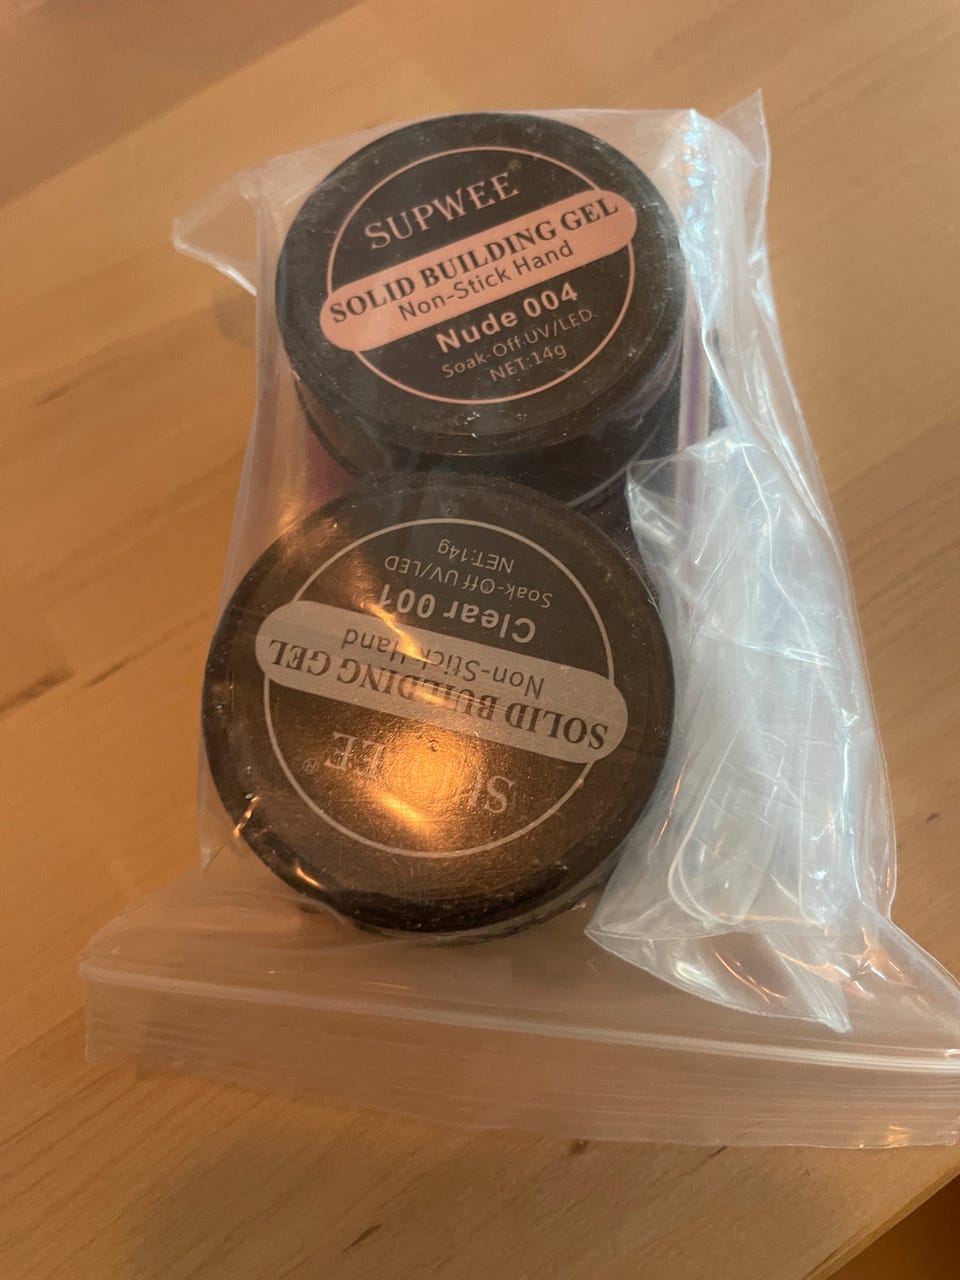 SUPWEE®
SOLID BUILDING GEL
Non-Stick Hand
Nude 004
Soak-Off UV/LED
NET:14g
SUPWEE®
SOLID BUILDING GEL
Non-Stick Hand
Clear 001
Soak-Off UV/LED
NET:14g